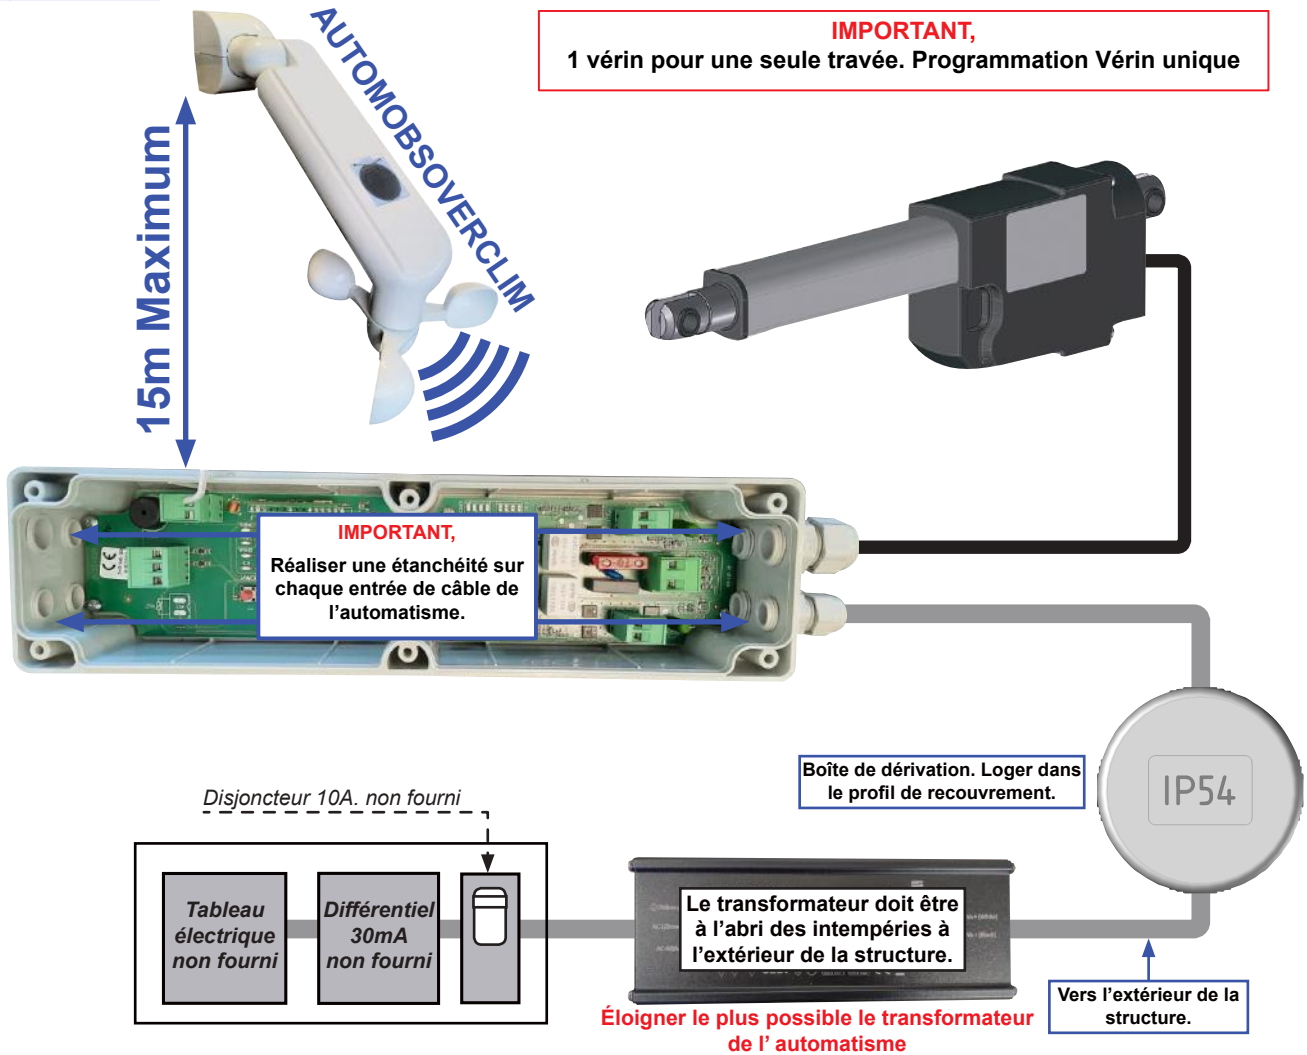 AUTOMOBSOVERCLIM
IMPORTANT,
1 vérin pour une seule travée. Programmation Vérin unique
15m Maximum
IMPORTANT,
Réaliser une étanchéité sur
chaque entrée de câble de
l’automatisme.
Boîte de dérivation. Loger dans
le profil de recouvrement.
IP54
Disjoncteur 10A. non fourni
Tableau
électrique
non fourni
Différentiel
30mA
non fourni
Le transformateur doit être
à l’abri des intempéries à
l’extérieur de la structure.
Éloigner le plus possible le transformateur
de l’ automatisme
Vers l’extérieur de la
structure.